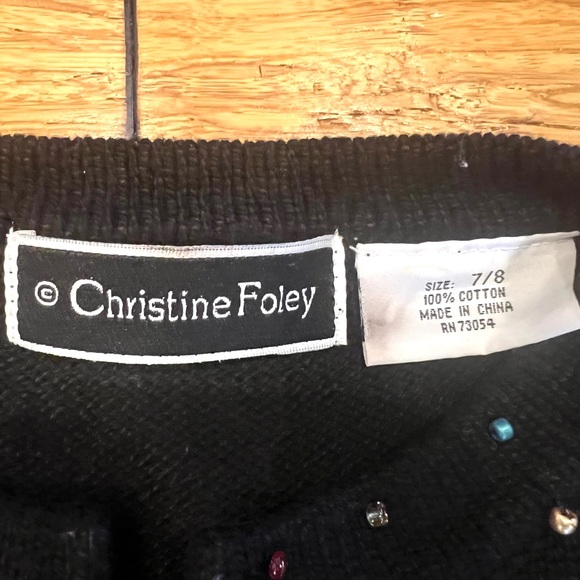 © Christine Foley
SIZE: 7/8
100% COTTON
MADE IN CHINA
RN 73054